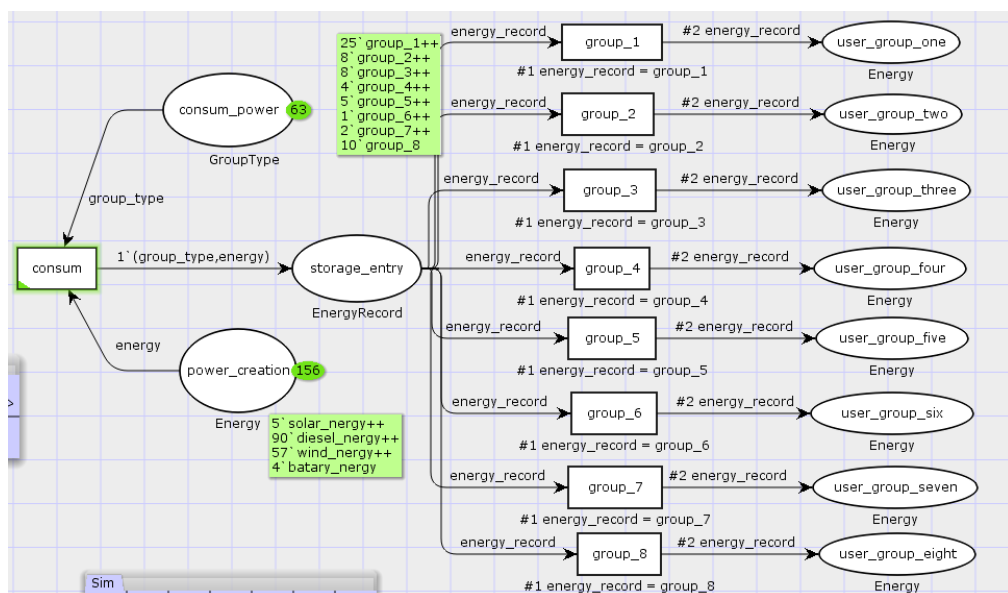 25`group_1++
8`group_2++
8`group_3++
4`group_4++
5`group_5++
1`group_6++
2`group_7++
10`group_8
consum_power
63
GroupType
group_type
consum
1`(group_type,energy)
storage_entry
EnergyRecord
energy
power_creation
156
Energy
5`solar_nergy++
90`diesel_nergy++
57`wind_nergy++
4`batary_nergy
energy_record
group_1
#2 energy_record
user_group_one
#1 energy_record = group_1
Energy
group_2
#2 energy_record
user_group_two
#1 energy_record = group_2
Energy
energy_record
group_3
#2 energy_record
user_group_three
#1 energy_record = group_3
Energy
energy_record
group_4
#2 energy_record
user_group_four
#1 energy_record = group_4
Energy
energy_record
group_5
#2 energy_record
user_group_five
#1 energy_record = group_5
Energy
energy_record
group_6
#2 energy_record
user_group_six
#1 energy_record = group_6
Energy
energy_record
group_7
#2 energy_record
user_group_seven
#1 energy_record = group_7
Energy
energy_record
group_8
#2 energy_record
user_group_eight
#1 energy_record = group_8
Energy
Sim